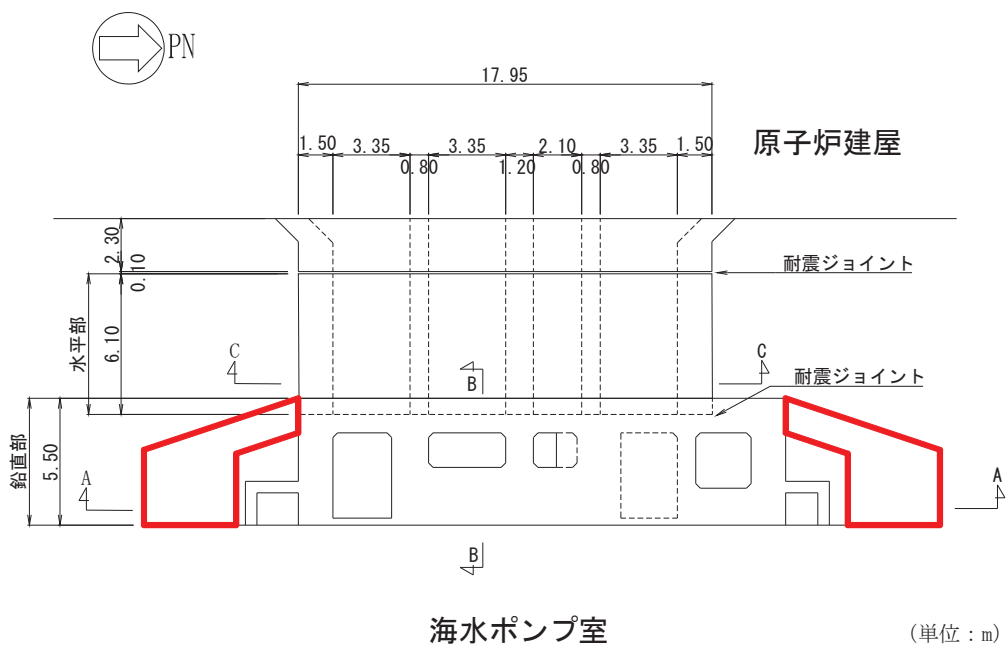 PN
17.95
原子炉建屋
1.50
3.35
0.80
3.35
1.20
2.10
0.80
3.35
1.50
2.30
0.10
耐震ジョイント
水平部
6.10
C
B
C
耐震ジョイント
鉛直部
5.50
A
A
B
海水ポンプ室
(単位：m)